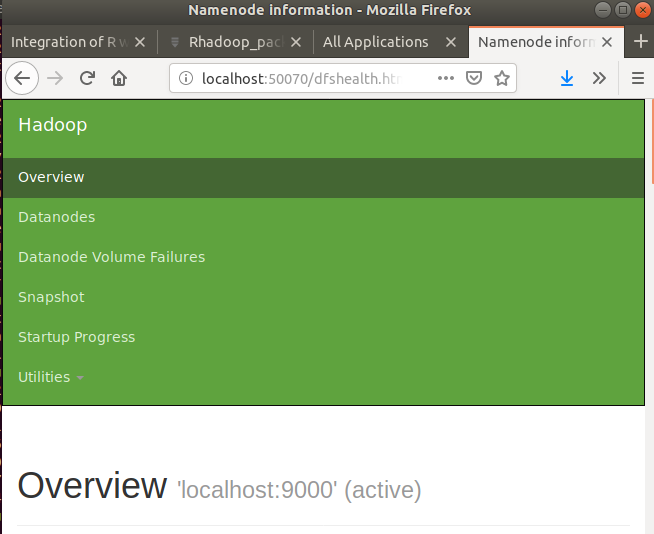 Namenode information - Mozilla Firefox
Integration of R w
Rhadoop_pac
All Applications
Namenode inform
localhost:50070/dfshealth.htm
Hadoop
Overview
Datanodes
Datanode Volume Failures
Snapshot
Startup Progress
Utilities
Overview 'localhost:9000' (active)